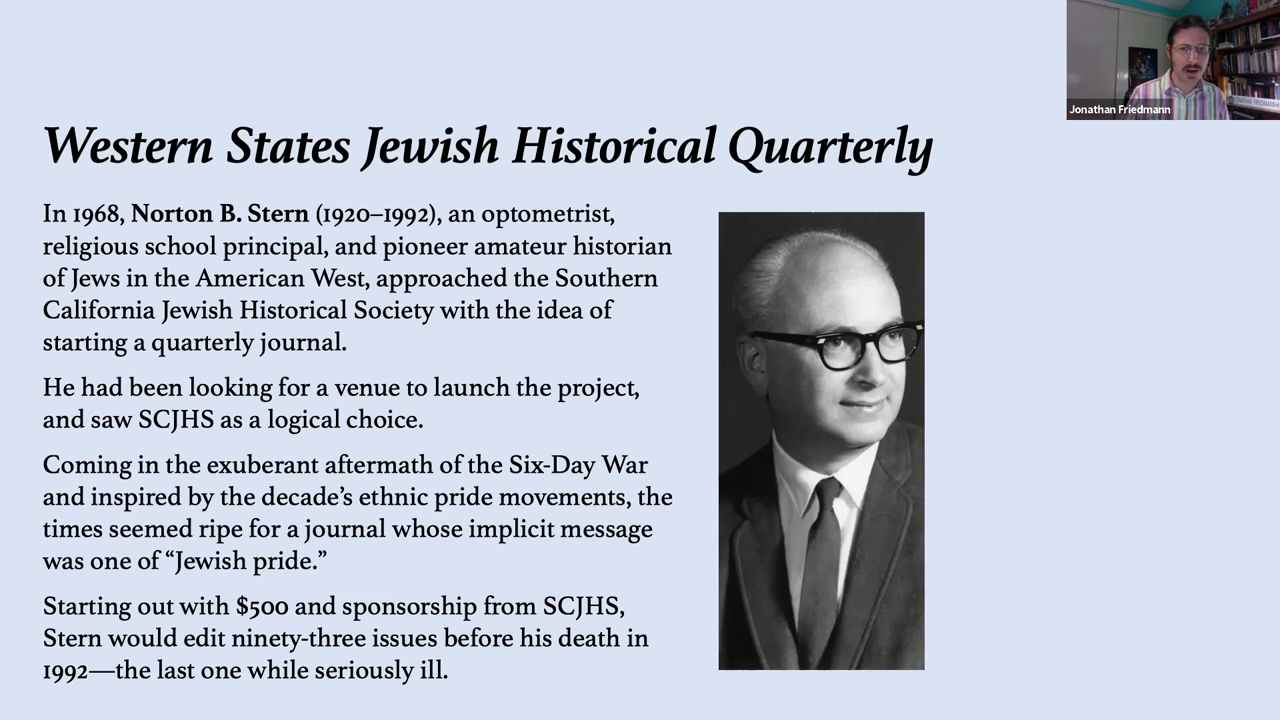 Jonathan Friedmann
Western States Jewish Historical Quarterly
In 1968, Norton B. Stern (1920–1992), an optometrist,
religious school principal, and pioneer amateur historian
of Jews in the American West, approached the Southern
California Jewish Historical Society with the idea of
starting a quarterly journal.
He had been looking for a venue to launch the project,
and saw SCJHS as a logical choice.
Coming in the exuberant aftermath of the Six-Day War
and inspired by the decade’s ethnic pride movements, the
times seemed ripe for a journal whose implicit message
was one of “Jewish pride.”
Starting out with $500 and sponsorship from SCJHS,
Stern would edit ninety-three issues before his death in
1992—the last one while seriously ill.